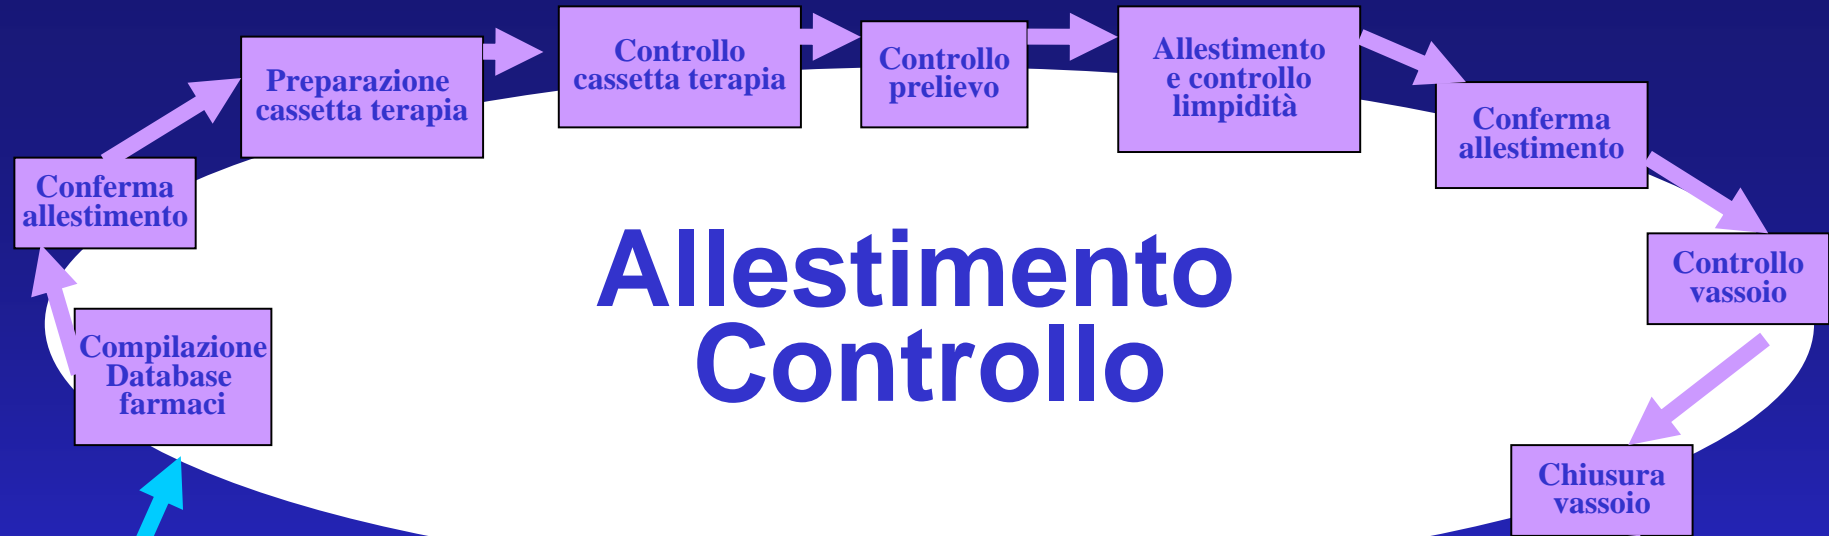 Compilazione
Database
farmaci
Conferma
allestimento
Preparazione
cassetta terapia
Controllo
cassetta terapia
Controllo
prelievo
Allestimento
e controllo
limpidità
Conferma
allestimento
Controllo
vassoio
Chiusura
vassoio
Allestimento
Controllo